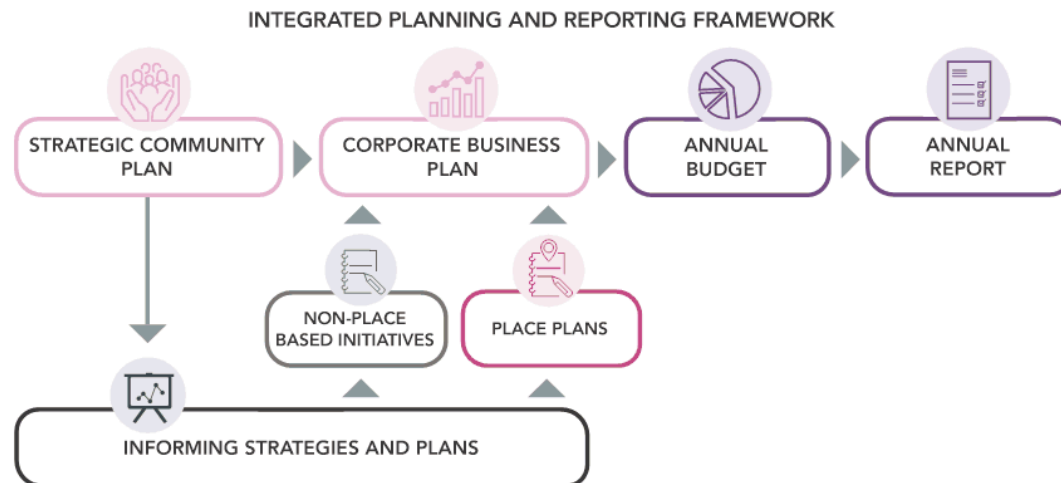 INTEGRATED PLANNING AND REPORTING FRAMEWORK
STRATEGIC COMMUNITY
PLAN
CORPORATE BUSINESS
PLAN
ANNUAL
BUDGET
ANNUAL
REPORT
NON-PLACE
BASED INITIATIVES
PLACE PLANS
INFORMING STRATEGIES AND PLANS